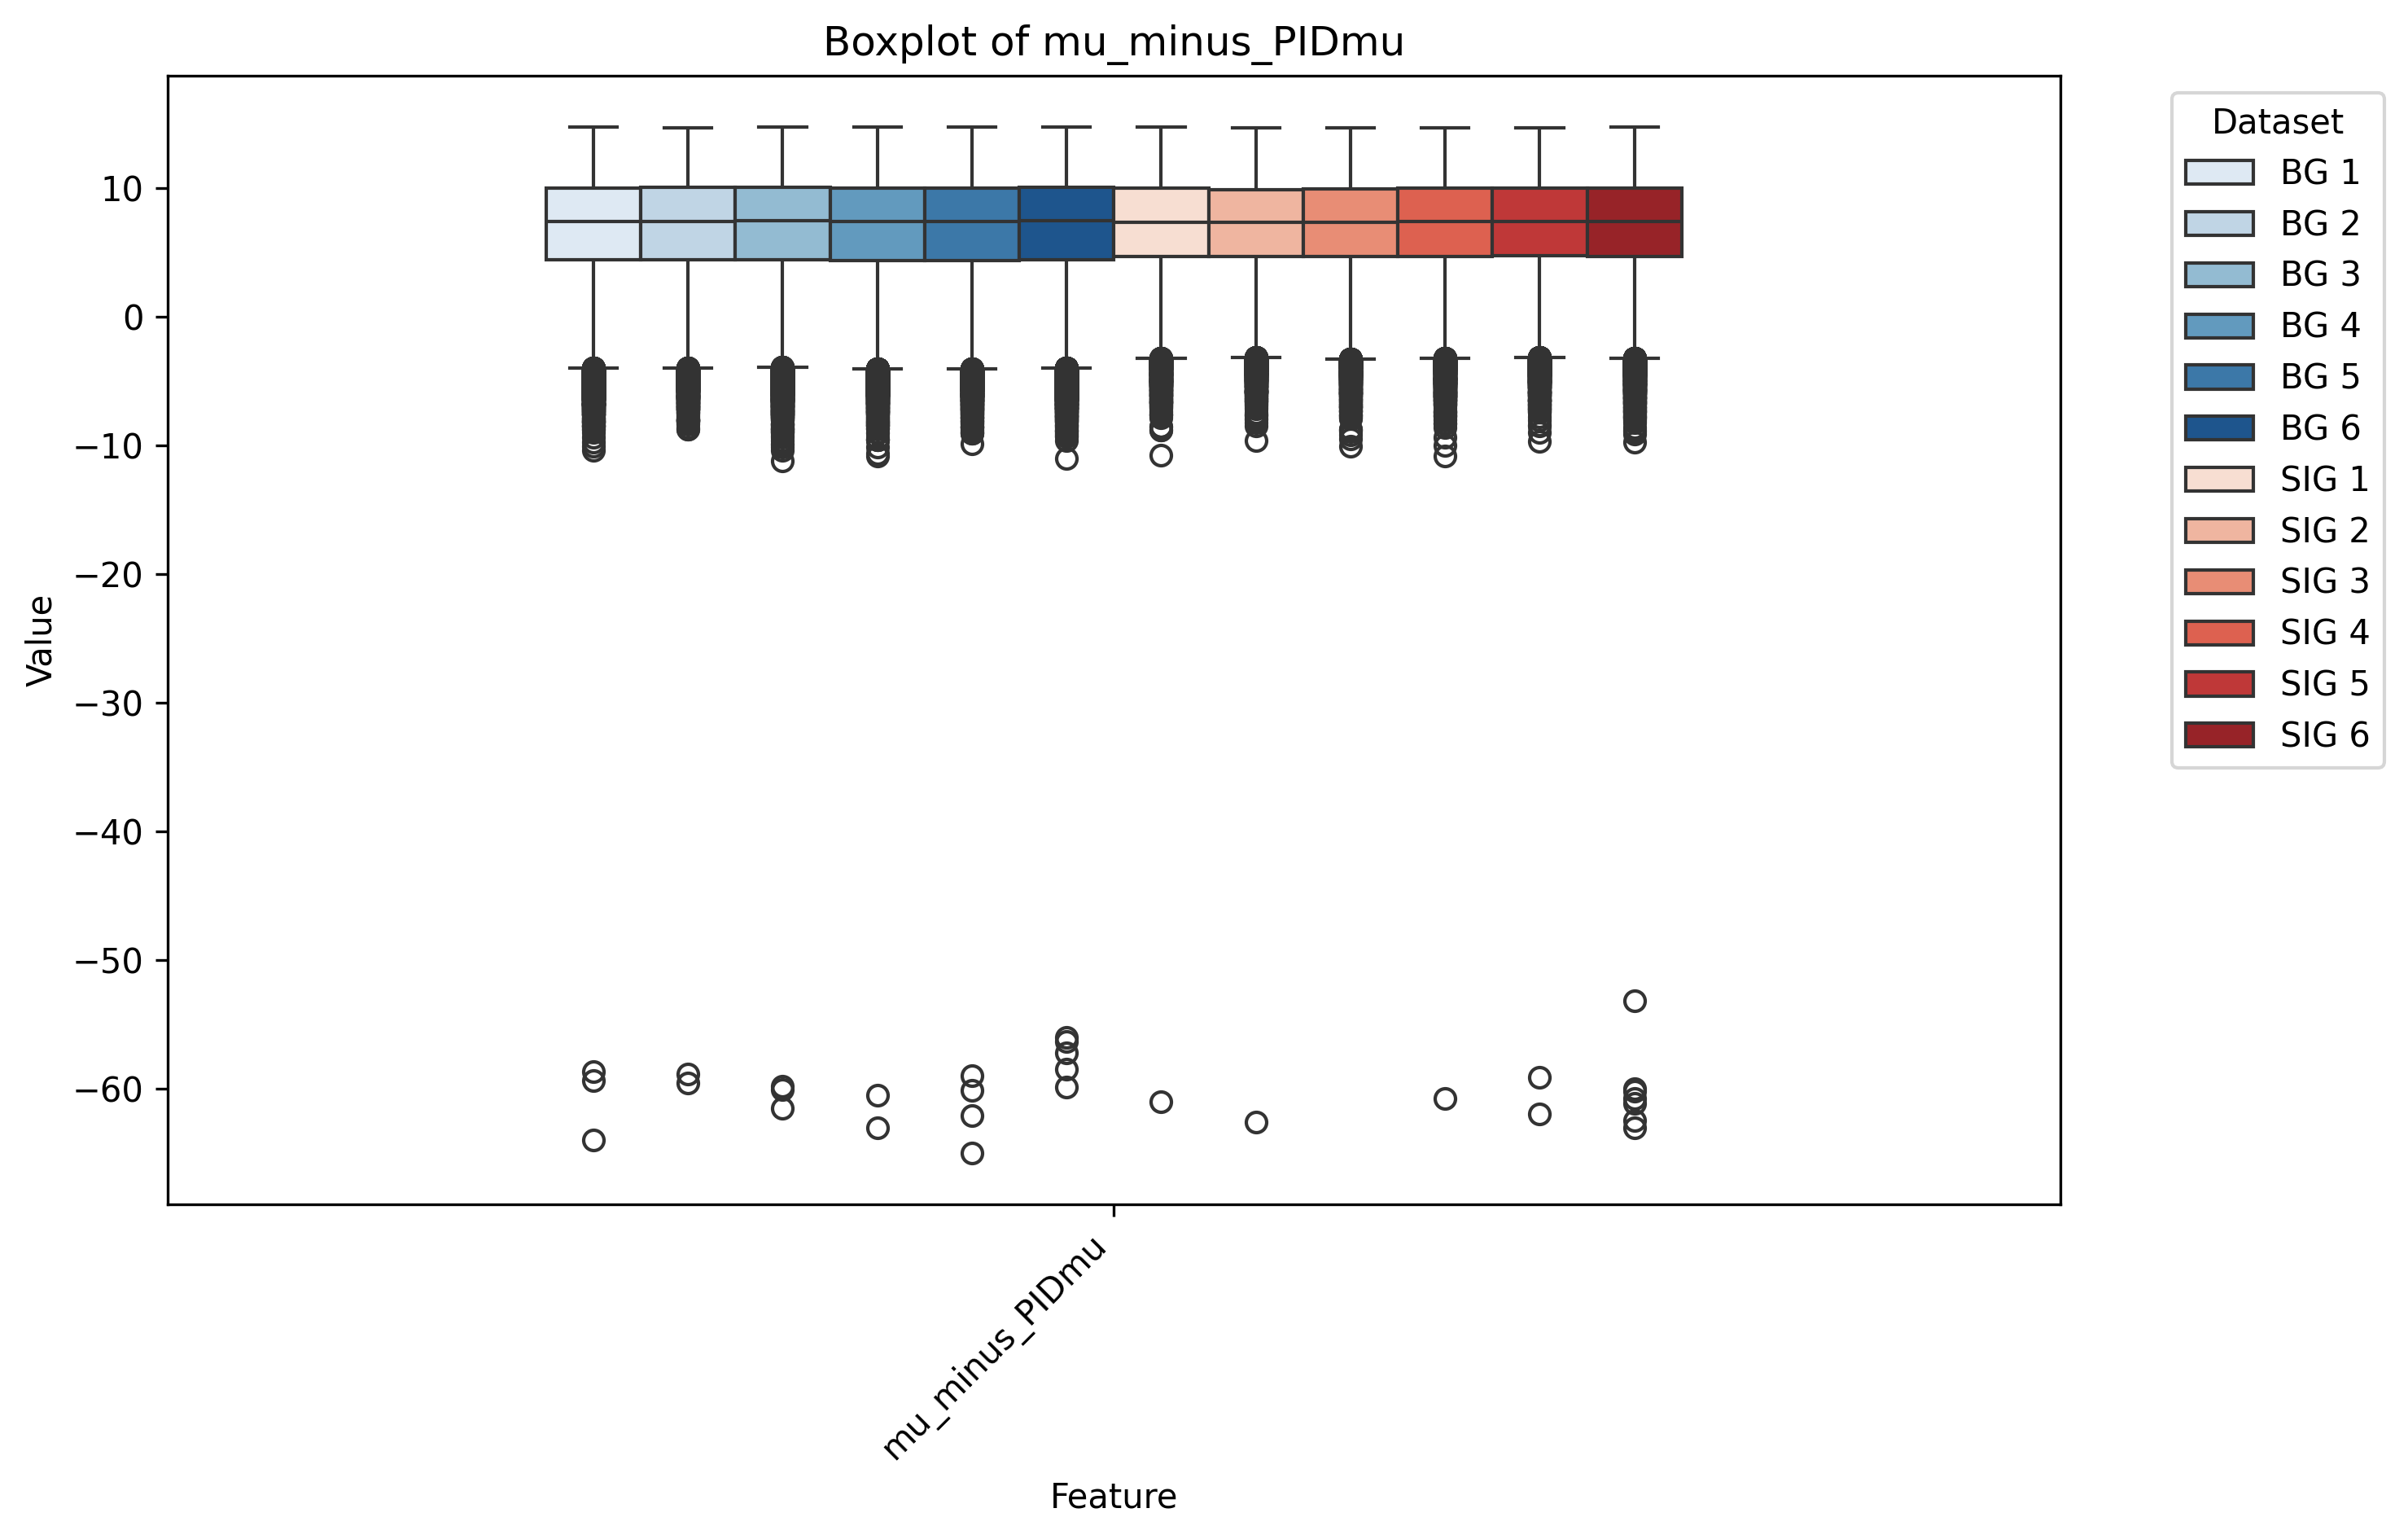 Boxplot of mu_minus_PIDmu
Value
10
0
−10
−20
−30
−40
−50
−60
mu_minus_PIDmu
Feature
Dataset
BG 1
BG 2
BG 3
BG 4
BG 5
BG 6
SIG 1
SIG 2
SIG 3
SIG 4
SIG 5
SIG 6